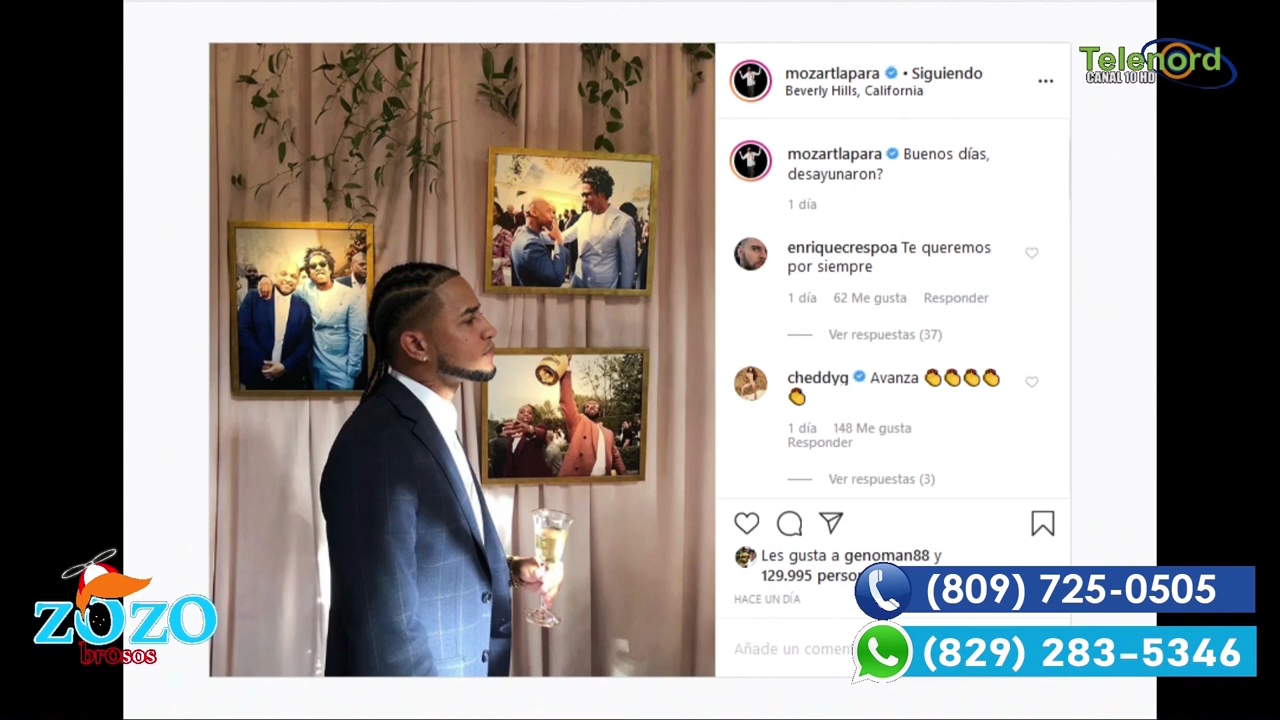 Telenord
CANAL 10 HD
mozartlapara • Siguiendo
Beverly Hills, California
mozartlapara Buenos días,
desayunaron?
1 día
enriquecrespoa Te queremos
por siempre
1 día 62 Me gusta Responder
Ver respuestas (37)
cheddyg Avanza 👏👏👏👏
👏
1 día 148 Me gusta
Responder
Ver respuestas (3)
Les gusta a genoman88 y
129.995 perso
HACE UN DÍA
Añade un comen
zozo
brOsos
(809) 725-0505
(829) 283-5346